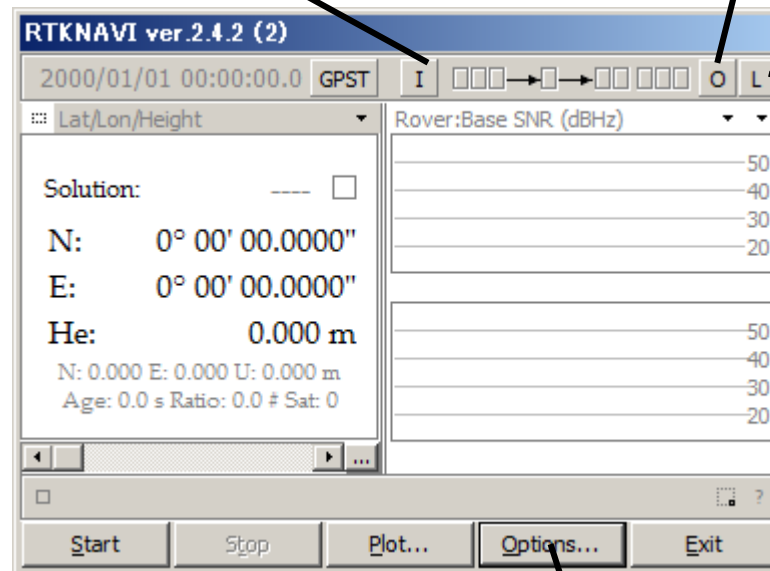 RTKNAVI ver.2.4.2 (2)
2000/01/01 00:00:00.0 GPST I O L
Lat/Lon/Height Rover:Base SNR (dBHz)
50
Solution: ---- 40
30
N: 0° 00' 00.0000" 20
E: 0° 00' 00.0000"
He: 0.000 m 50
N: 0.000 E: 0.000 U: 0.000 m 40
Age: 0.0 s Ratio: 0.0 # Sat: 0 30
20
...
?
Start Stop Plot... Options... Exit